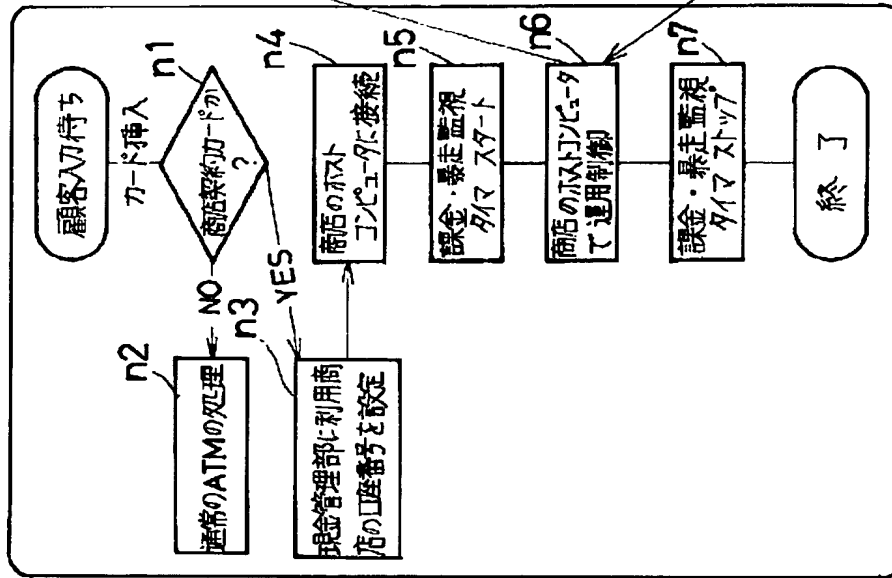 顧客入力待ち
カード挿入
n1
商店契約カードか
?
NO
YES
n2
通常のATMの処理
n3
現金管理部に利用商
店の口座番号を設定
n4
商店のホスト
コンピュータに接続
n5
課金・暴走監視
タイマ スタート
n6
商店のホストコンピュータ
で運用制御
n7
課金・暴走監視
タイマ ストップ
終了